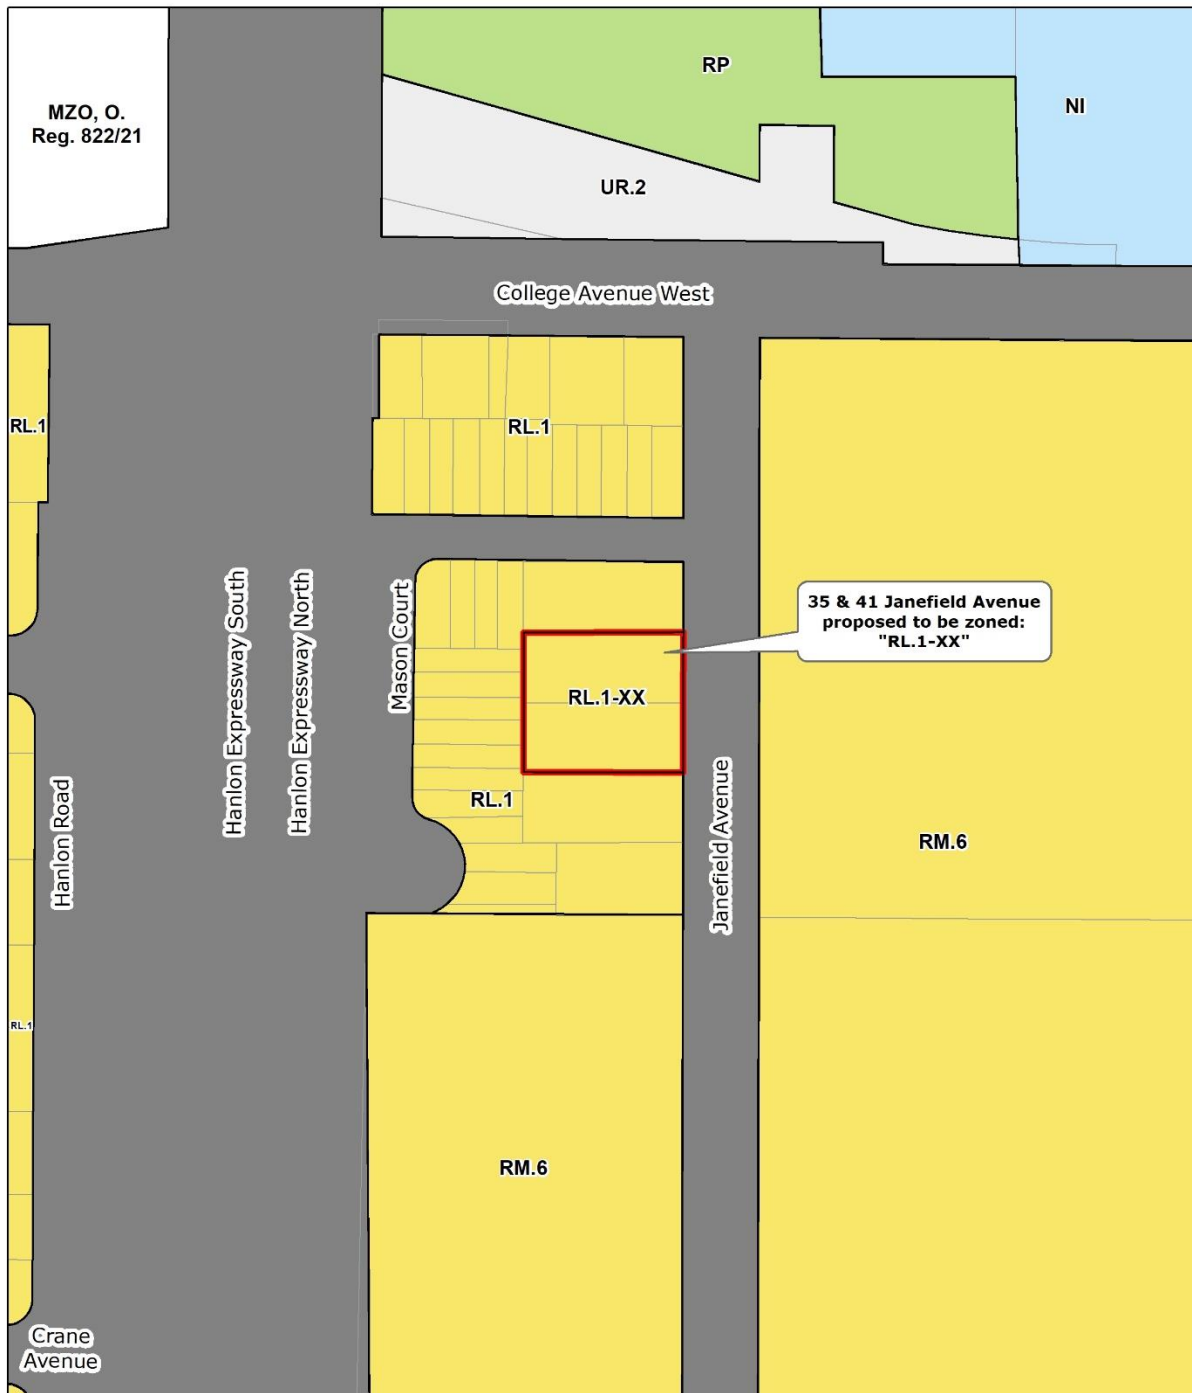 RP
MZO, O.
Reg. 822/21
NI
UR.2
College Avenue West
RL.1
RL.1
Hanlon Expressway South
Hanlon Expressway North
Mason Court
35 & 41 Janefield Avenue
proposed to be zoned:
"RL.1-XX"
RL.1-XX
RL.1
Hanlon Road
Janefield Avenue
RM.6
RL.1
RM.6
Crane
Avenue